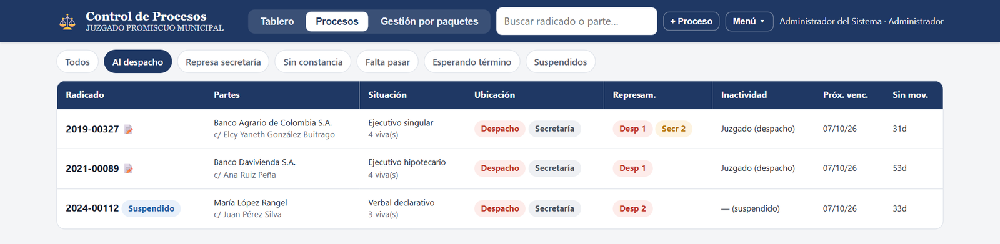 Control de Procesos
JUZGADO PROMISCUO MUNICIPAL
Tablero Procesos Gestión por paquetes Buscar radicado o parte... + Proceso Menú ▼ Administrador del Sistema · Administrador
Todos Al despacho Represa secretaría Sin constancia Falta pasar Esperando término Suspendidos
Radicado Partes Situación Ubicación Represam. Inactividad Próx. venc. Sin mov.
2019-00327 Banco Agrario de Colombia S.A. Ejecutivo singular Despacho Secretaría Desp 1 Secr 2 Juzgado (despacho) 07/10/26 31d
c/ Elcy Yaneth González Buitrago 4 viva(s)
2021-00089 Banco Davivienda S.A. Ejecutivo hipotecario Despacho Secretaría Desp 1 Juzgado (despacho) 07/10/26 53d
c/ Ana Ruiz Peña 4 viva(s)
2024-00112 Suspendido María López Rangel Verbal declarativo Despacho Secretaría Desp 2 — (suspendido) 07/10/26 33d
c/ Juan Pérez Silva 3 viva(s)